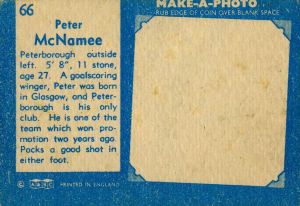 66
Peter
McNamee
Peterborough outside
left. 5' 8", 11 stone,
age 27. A goalscoring
winger, Peter was born
in Glasgow, and Peter-
borough is his only
club. He is one of the
team which won pro-
motion two years ago.
Packs a good shot in
either foot.
© A&BC PRINTED IN ENGLAND
MAKE-A-PHOTO
RUB EDGE OF COIN OVER BLANK SPACE